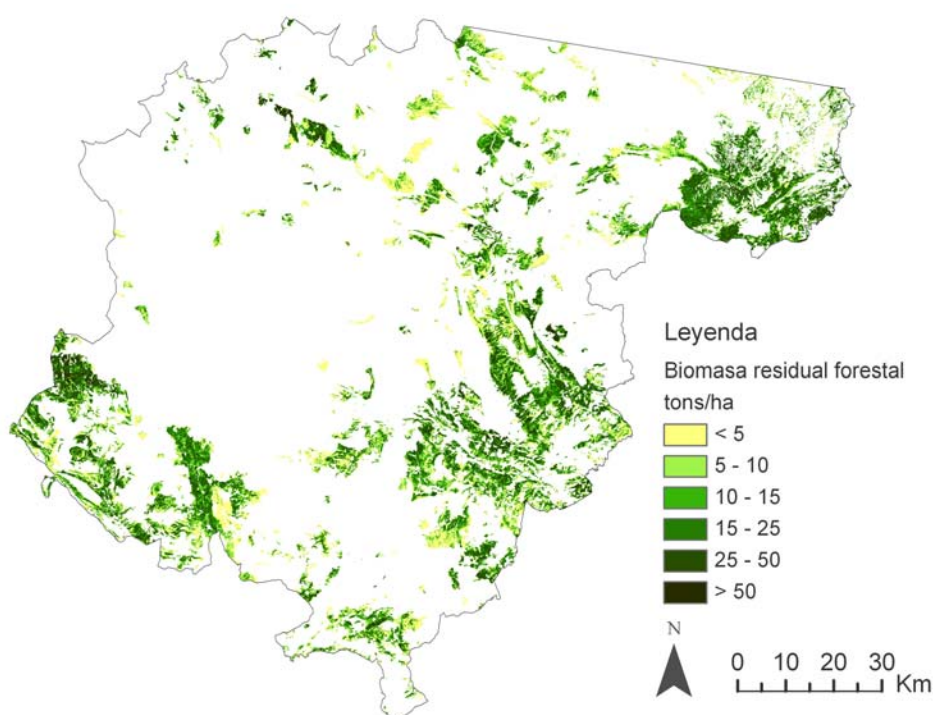 Leyenda
Biomasa residual forestal
tons/ha
< 5
5 - 10
10 - 15
15 - 25
25 - 50
> 50
N
0 10 20 30
Km